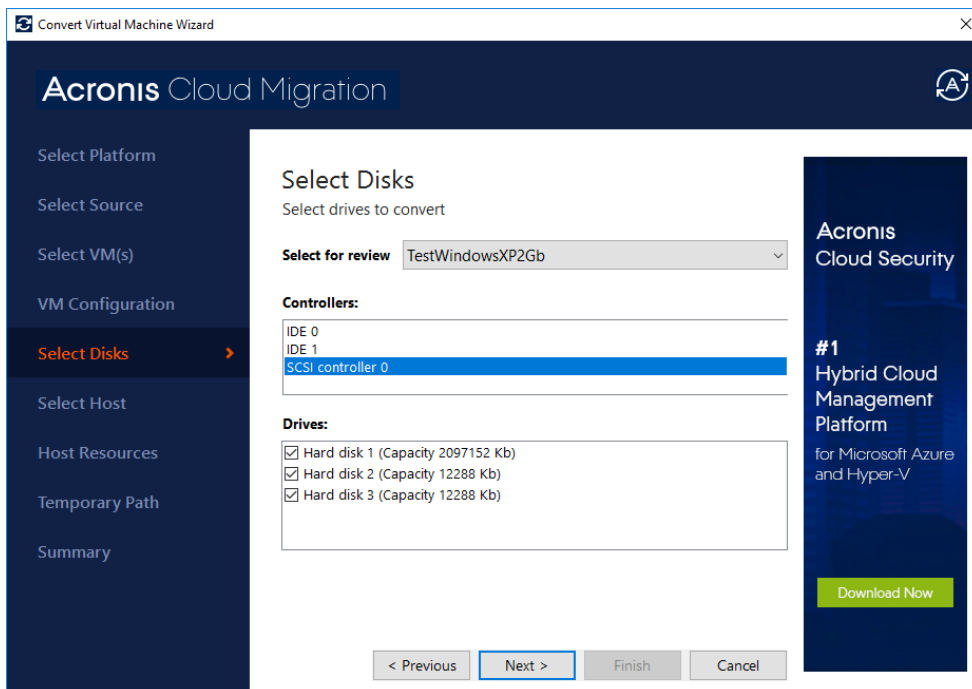 Convert Virtual Machine Wizard
Acronis Cloud Migration
A
Select Platform
Select Source
Select VM(s)
VM Configuration
Select Disks
Select Host
Host Resources
Temporary Path
Summary
Select Disks
Select drives to convert
Select for review TestWindowsXP2Gb
Controllers:
IDE 0
IDE 1
SCSI controller 0
Drives:
Hard disk 1 (Capacity 2097152 Kb)
Hard disk 2 (Capacity 12288 Kb)
Hard disk 3 (Capacity 12288 Kb)
< Previous Next > Finish Cancel
Acronis
Cloud Security
#1
Hybrid Cloud
Management
Platform
for Microsoft Azure
and Hyper-V
Download Now